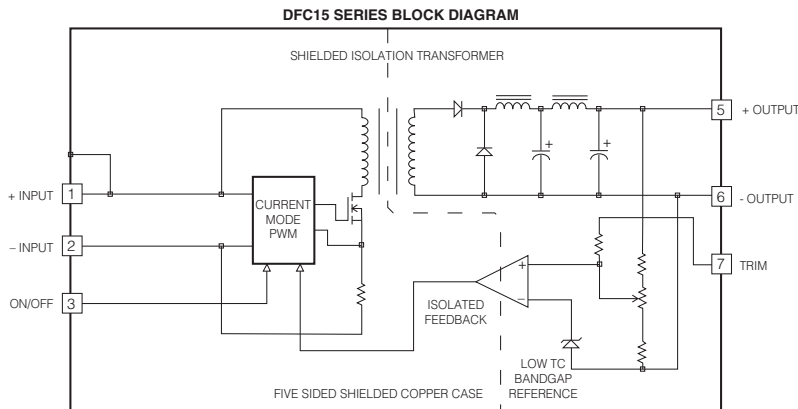 DFC15 SERIES BLOCK DIAGRAM
SHIELDED ISOLATION TRANSFORMER
5
+ OUTPUT
+
+
+ INPUT
1
CURRENT
MODE
PWM
6
- OUTPUT
– INPUT
2
+
7
TRIM
ON/OFF
3
–
ISOLATED
FEEDBACK
LOW TC
BANDGAP
REFERENCE
FIVE SIDED SHIELDED COPPER CASE